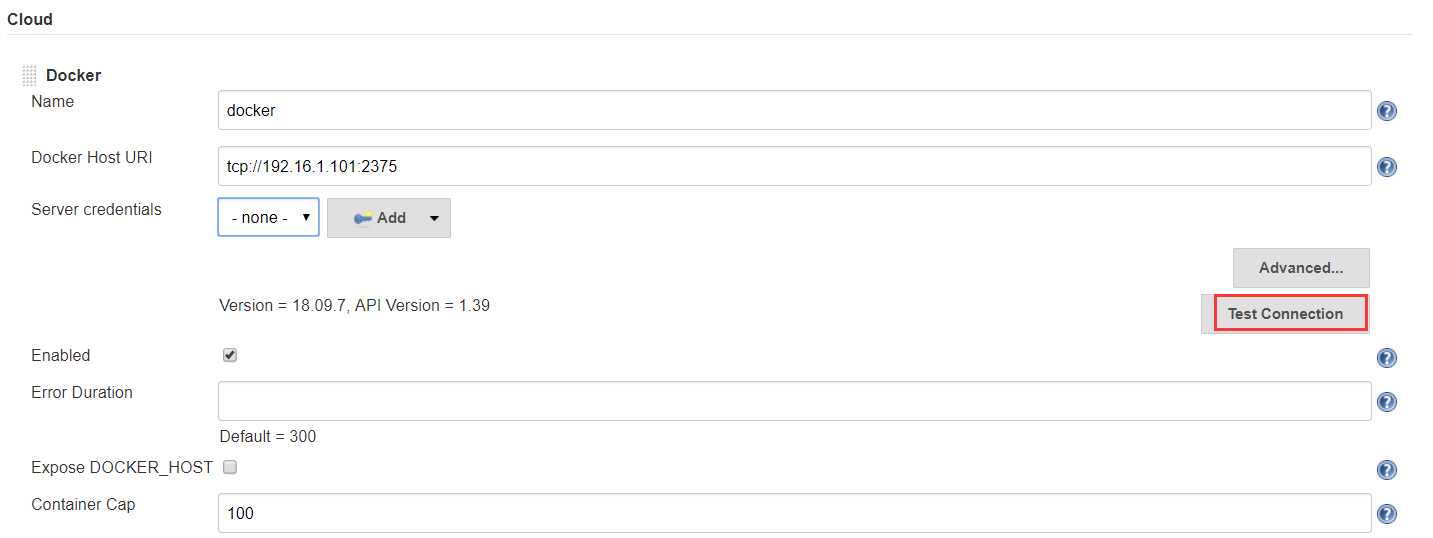 Cloud
Docker
Name
docker
Docker Host URI
tcp://192.16.1.101:2375
Server credentials
- none -
Add
Advanced...
Version = 18.09.7, API Version = 1.39
Test Connection
Enabled
Error Duration
Default = 300
Expose DOCKER_HOST
Container Cap
100